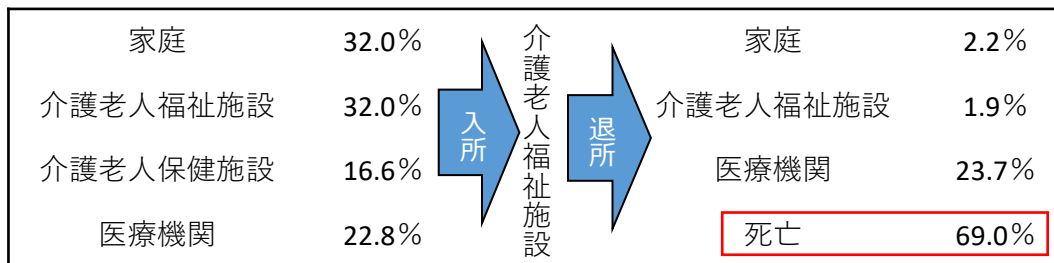 家庭 32.0%
介護老人福祉施設 32.0%
介護老人保健施設 16.6%
医療機関 22.8%
入所
介護老人福祉施設
退所
家庭 2.2%
介護老人福祉施設 1.9%
医療機関 23.7%
死亡 69.0%